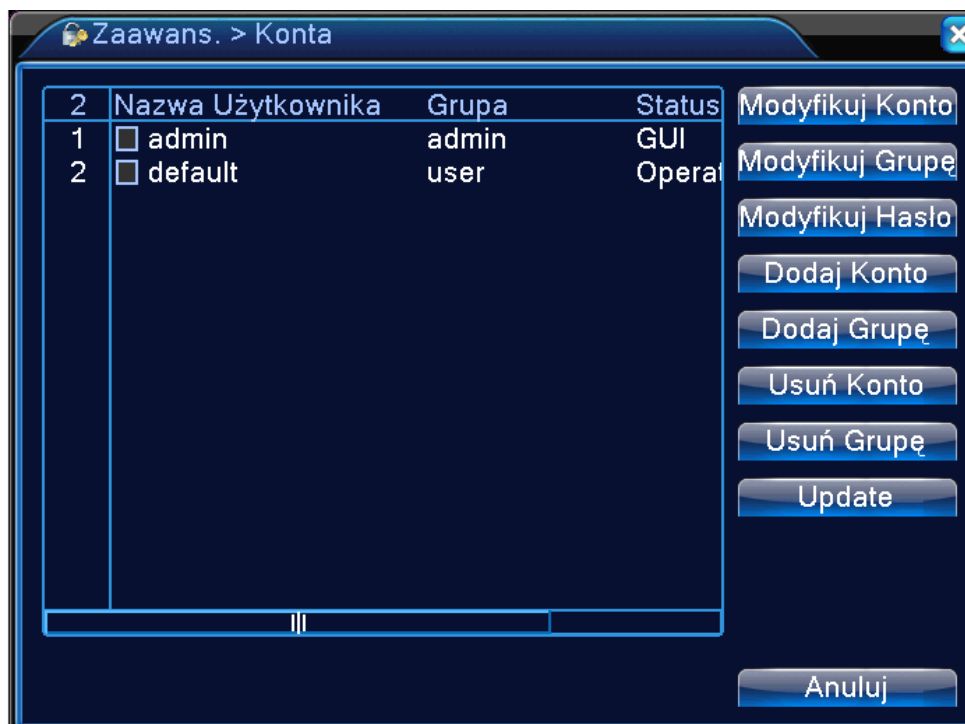 Zaawans. > Konta
2 Nazwa Użytkownika Grupa Status
1 admin admin GUI
2 default user Operat
Modyfikuj Konto
Modyfikuj Grupę
Modyfikuj Hasło
Dodaj Konto
Dodaj Grupę
Usuń Konto
Usuń Grupę
Update
Anuluj